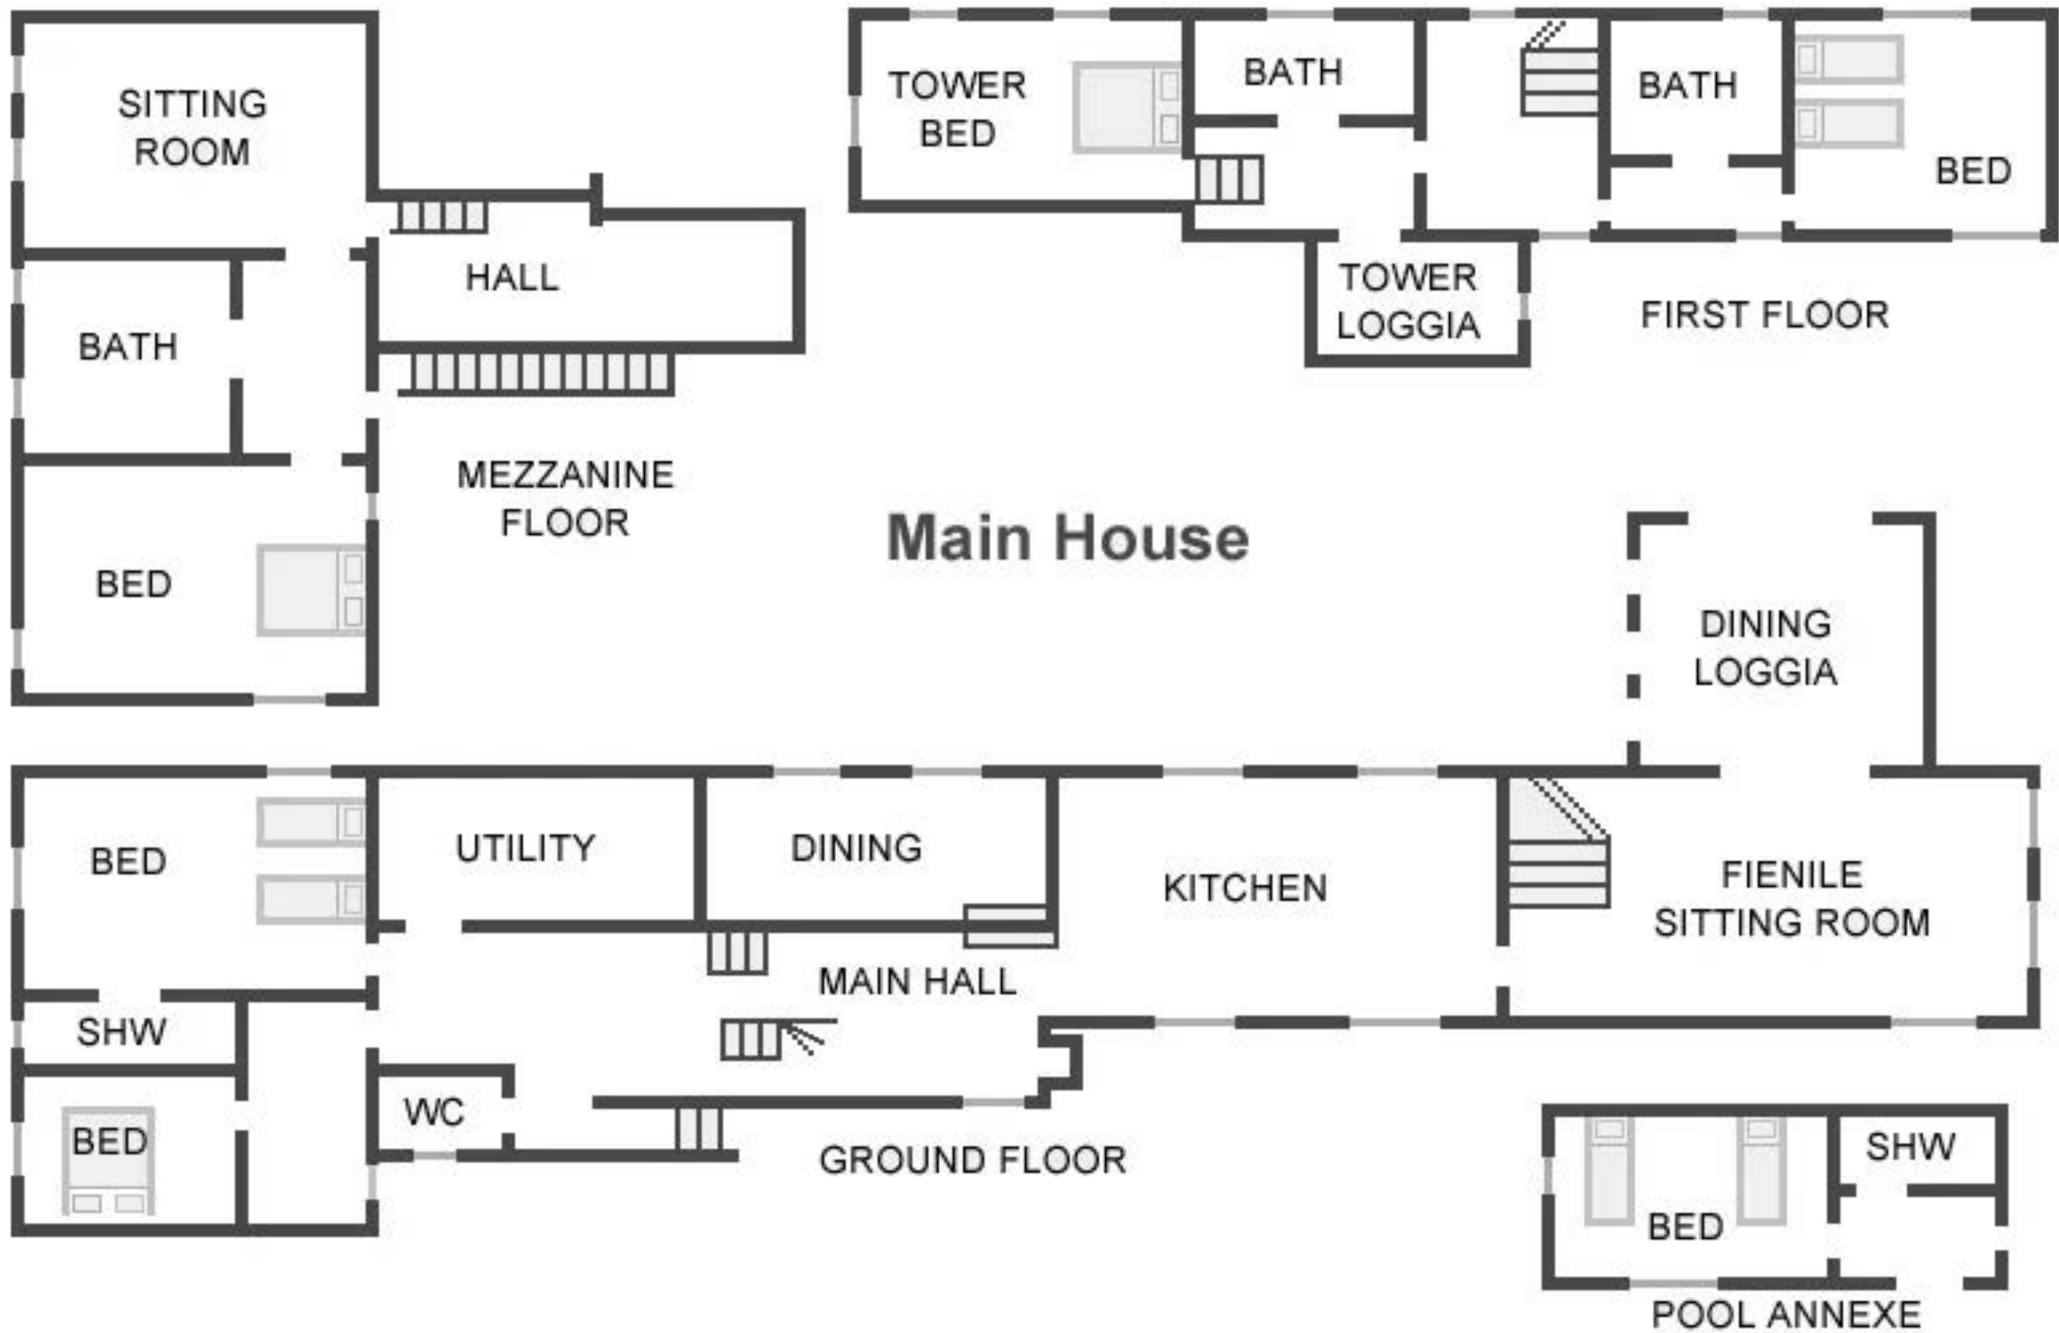 SITTING
ROOM
HALL
BATH
BED
MEZZANINE
FLOOR
TOWER
BED
BATH
BATH
BED
TOWER
LOGGIA
FIRST FLOOR
Main House
DINING
LOGGIA
BED
UTILITY
DINING
KITCHEN
FIENILE
SITTING ROOM
MAIN HALL
SHW
WC
BED
GROUND FLOOR
SHW
BED
POOL ANNEXE